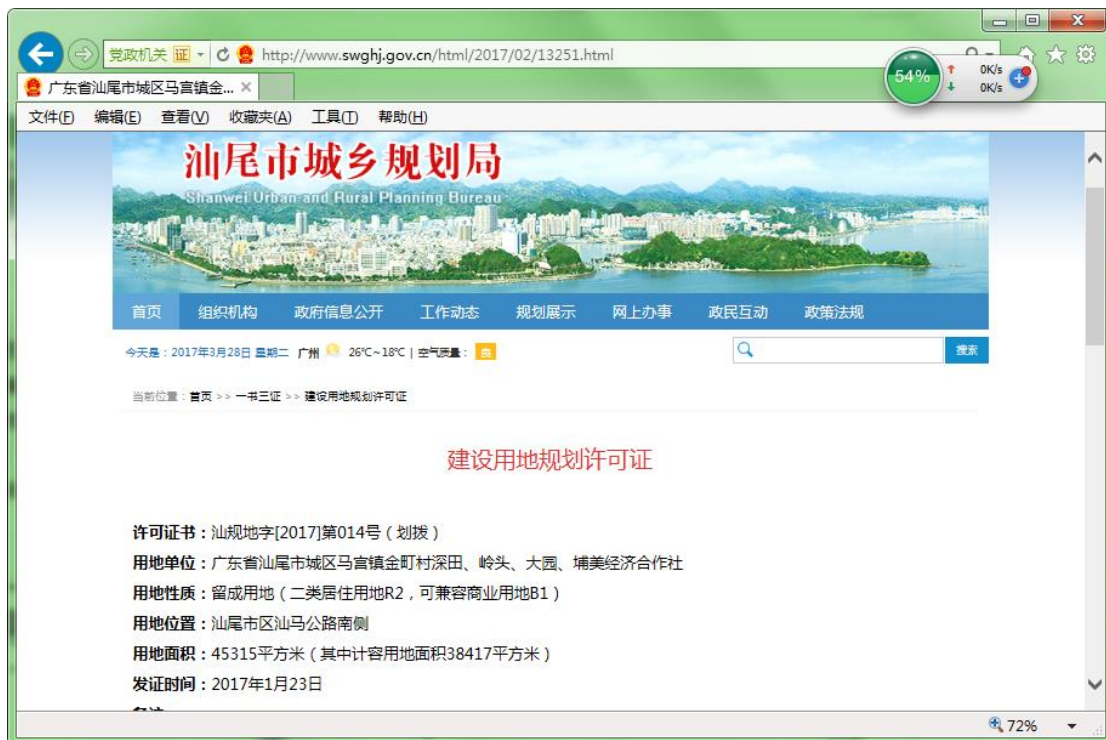 党政机关 证 http://www.swghj.gov.cn/html/2017/02/13251.html
广东省汕尾市城区马宫镇金...
54% 0K/s
0K/s
文件(F) 编辑(E) 查看(V) 收藏夹(A) 工具(T) 帮助(H)
汕尾市城乡规划局
Shanwei Urban and Rural Planning Bureau
首页 组织机构 政府信息公开 工作动态 规划展示 网上办事 政民互动 政策法规
今天是：2017年3月28日 星期二 广州 26℃~18℃ | 空气质量： 良 搜索
当前位置：首页 >> 一书三证 >> 建设用地规划许可证
建设用地规划许可证
许可证书：汕规地字[2017]第014号（划拨）
用地单位：广东省汕尾市城区马宫镇金町村深田、岭头、大园、埔美经济合作社
用地性质：留成用地（二类居住用地R2，可兼容商业用地B1）
用地位置：汕尾市区汕马公路南侧
用地面积：45315平方米（其中计容用地面积38417平方米）
发证时间：2017年1月23日
72%